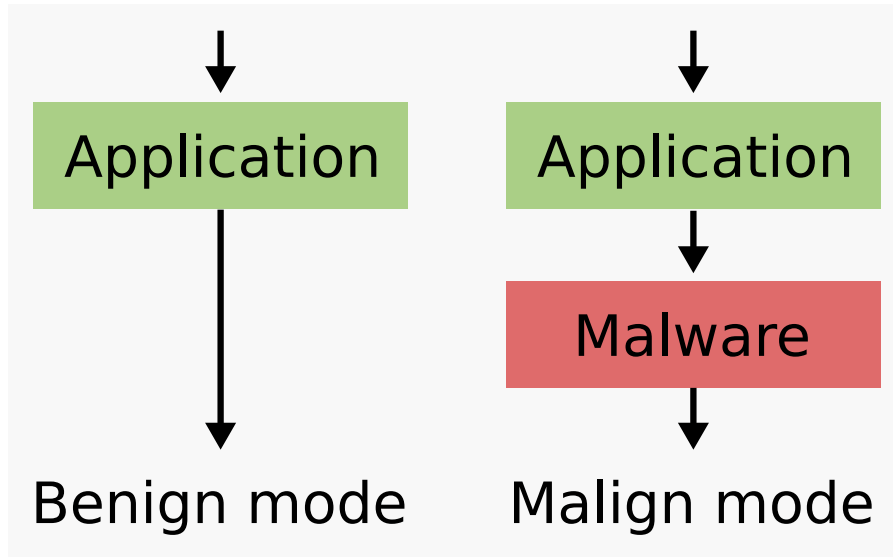 Application
Application
Malware
Benign mode
Malign mode